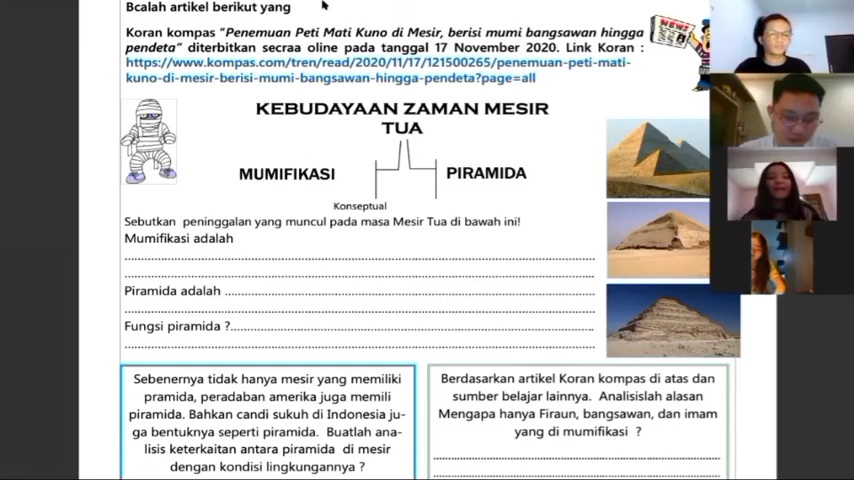 Bcalah artikel berikut yang
Koran kompas "Penemuan Peti Mati Kuno di Mesir, berisi mumi bangsawan hingga
pendeta" diterbitkan secraa oline pada tanggal 17 November 2020. Link Koran :
https://www.kompas.com/tren/read/2020/11/17/121500265/penemuan-peti-mati-
kuno-di-mesir-berisi-mumi-bangsawan-hingga-pendeta?page=all
NEWS
KEBUDAYAAN ZAMAN MESIR
TUA
MUMIFIKASI
PIRAMIDA
Konseptual
Sebutkan peninggalan yang muncul pada masa Mesir Tua di bawah ini!
Mumifikasi adalah
Piramida adalah
Fungsi piramida ?
Sebenernya tidak hanya mesir yang memiliki
pramida, peradaban amerika juga memili
piramida. Bahkan candi sukuh di Indonesia ju-
ga bentuknya seperti piramida. Buatlah ana-
lisis keterkaitan antara piramida di mesir
dengan kondisi lingkungannya ?
Berdasarkan artikel Koran kompas di atas dan
sumber belajar lainnya. Analisislah alasan
Mengapa hanya Firaun, bangsawan, dan imam
yang di mumifikasi ?